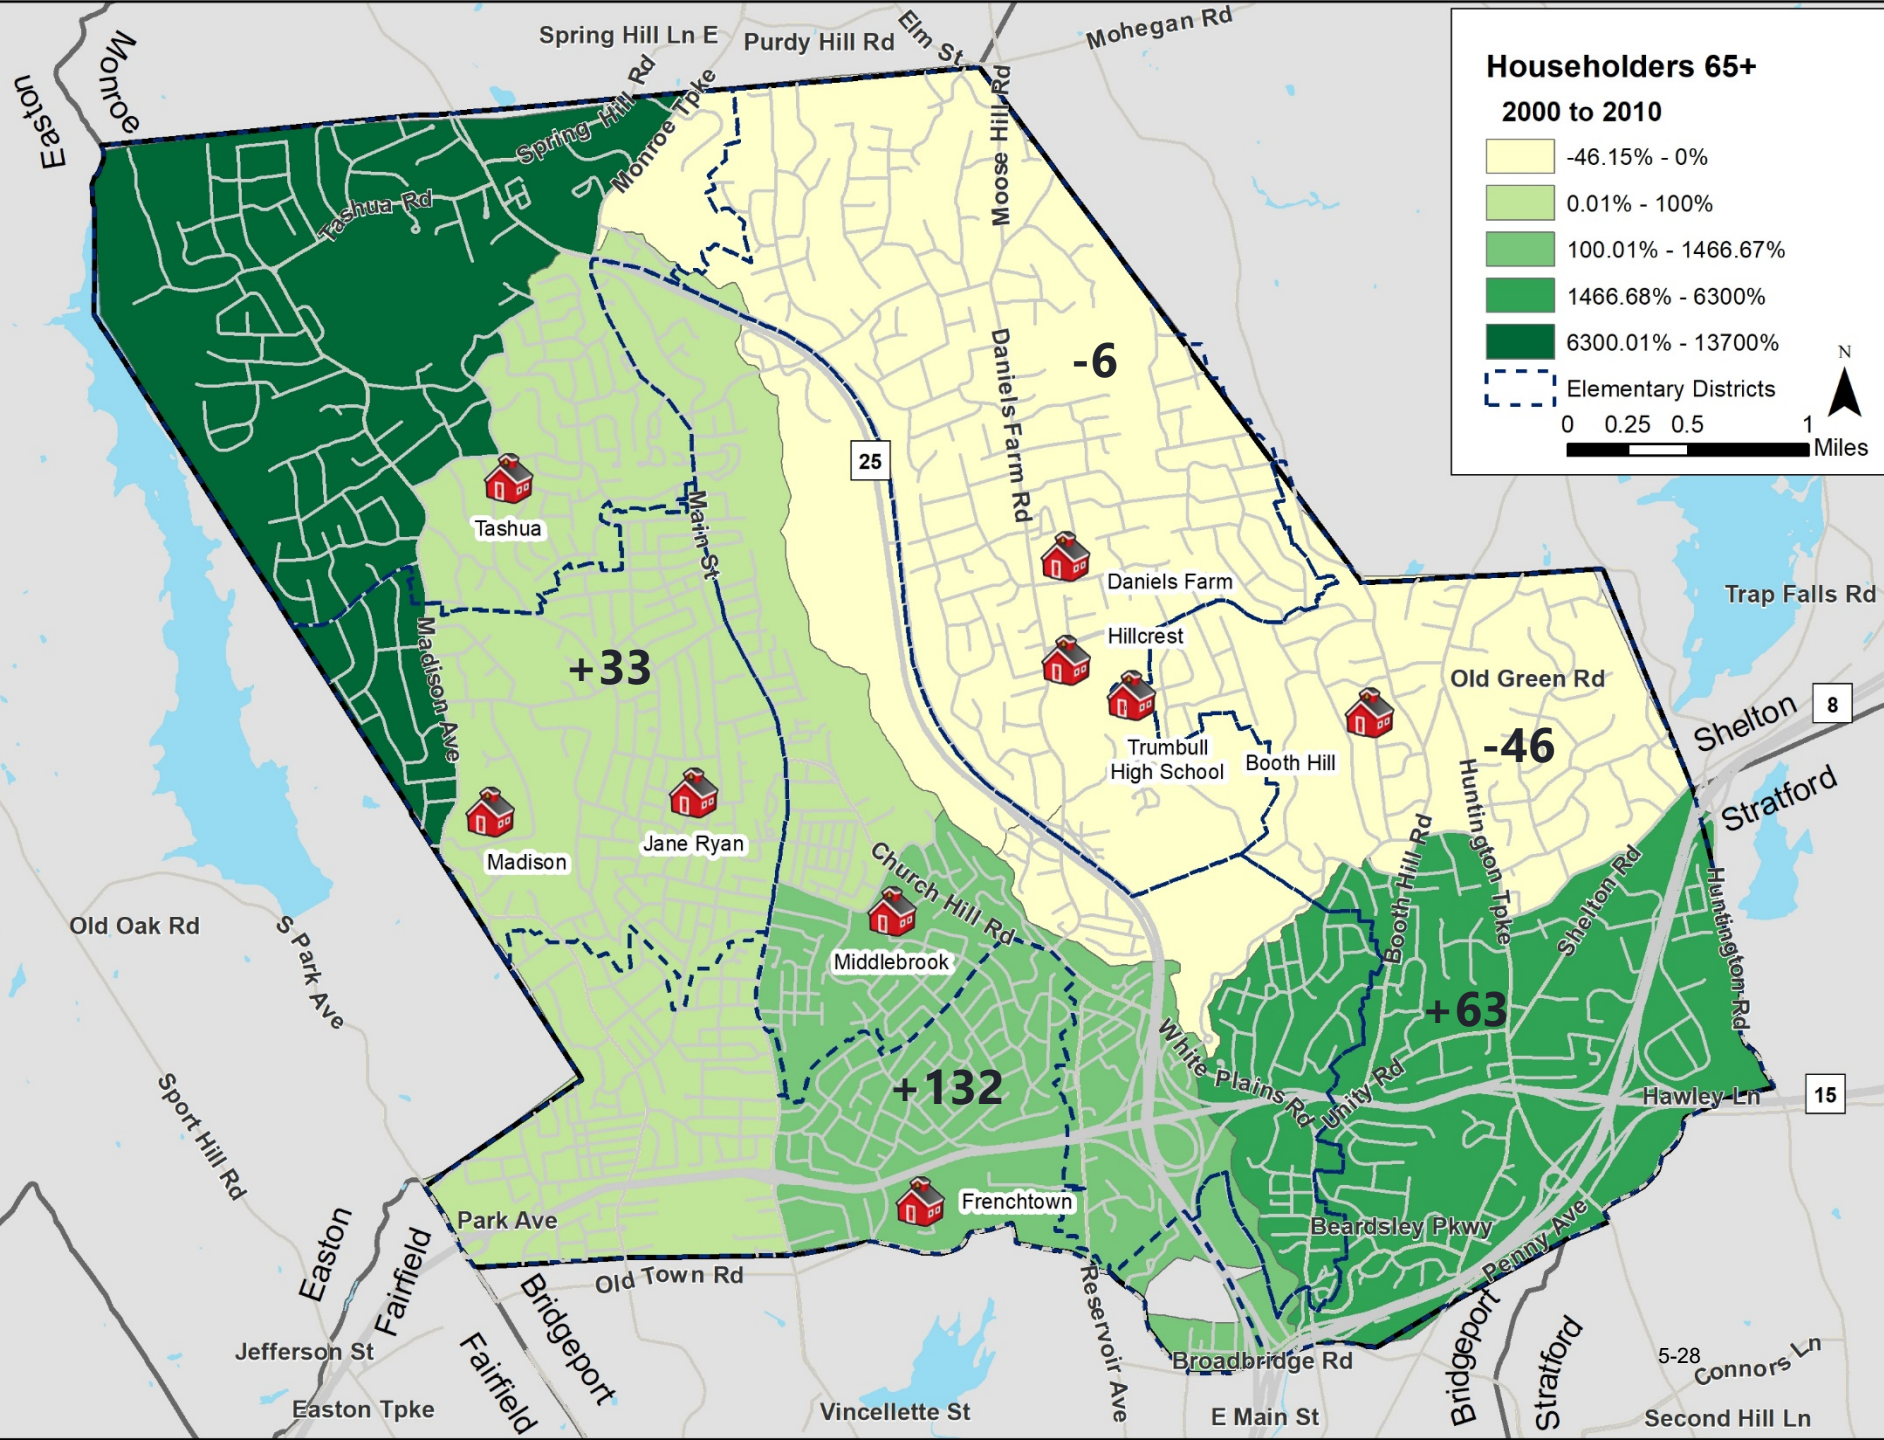 Spring Hill Ln E
Purdy Hill Rd
Elm St
Mohegan Rd
Monroe
Easton
Spring Hill Rd
Monroe Tpke
Moose Hill Rd
Tashua Rd
Householders 65+
2000 to 2010
-46.15% - 0%
0.01% - 100%
100.01% - 1466.67%
1466.68% - 6300%
6300.01% - 13700%
Elementary Districts
N
0 0.25 0.5 1
Miles
-6
Daniels Farm Rd
25
Tashua
Main St
Daniels Farm
Trap Falls Rd
Hillcrest
Madison Ave
+33
Old Green Rd
8
Shelton
Stratford
-46
Trumbull
High School
Booth Hill
Huntington Tpke
Madison
Jane Ryan
Church Hill Rd
Booth Hill Rd
Shelton Rd
Huntington Rd
Old Oak Rd
S Park Ave
Middlebrook
+63
+132
White Plains Rd
Unity Rd
Hawley Ln
15
Sport Hill Rd
Frenchtown
Park Ave
Beardsley Pkwy
Penny Ave
Easton
Fairfield
Old Town Rd
Bridgeport
Fairfield
Reservoir Ave
Jefferson St
Broadbridge Rd
Bridgeport
Stratford
5-28
Connors Ln
Easton Tpke
Vincellette St
E Main St
Second Hill Ln